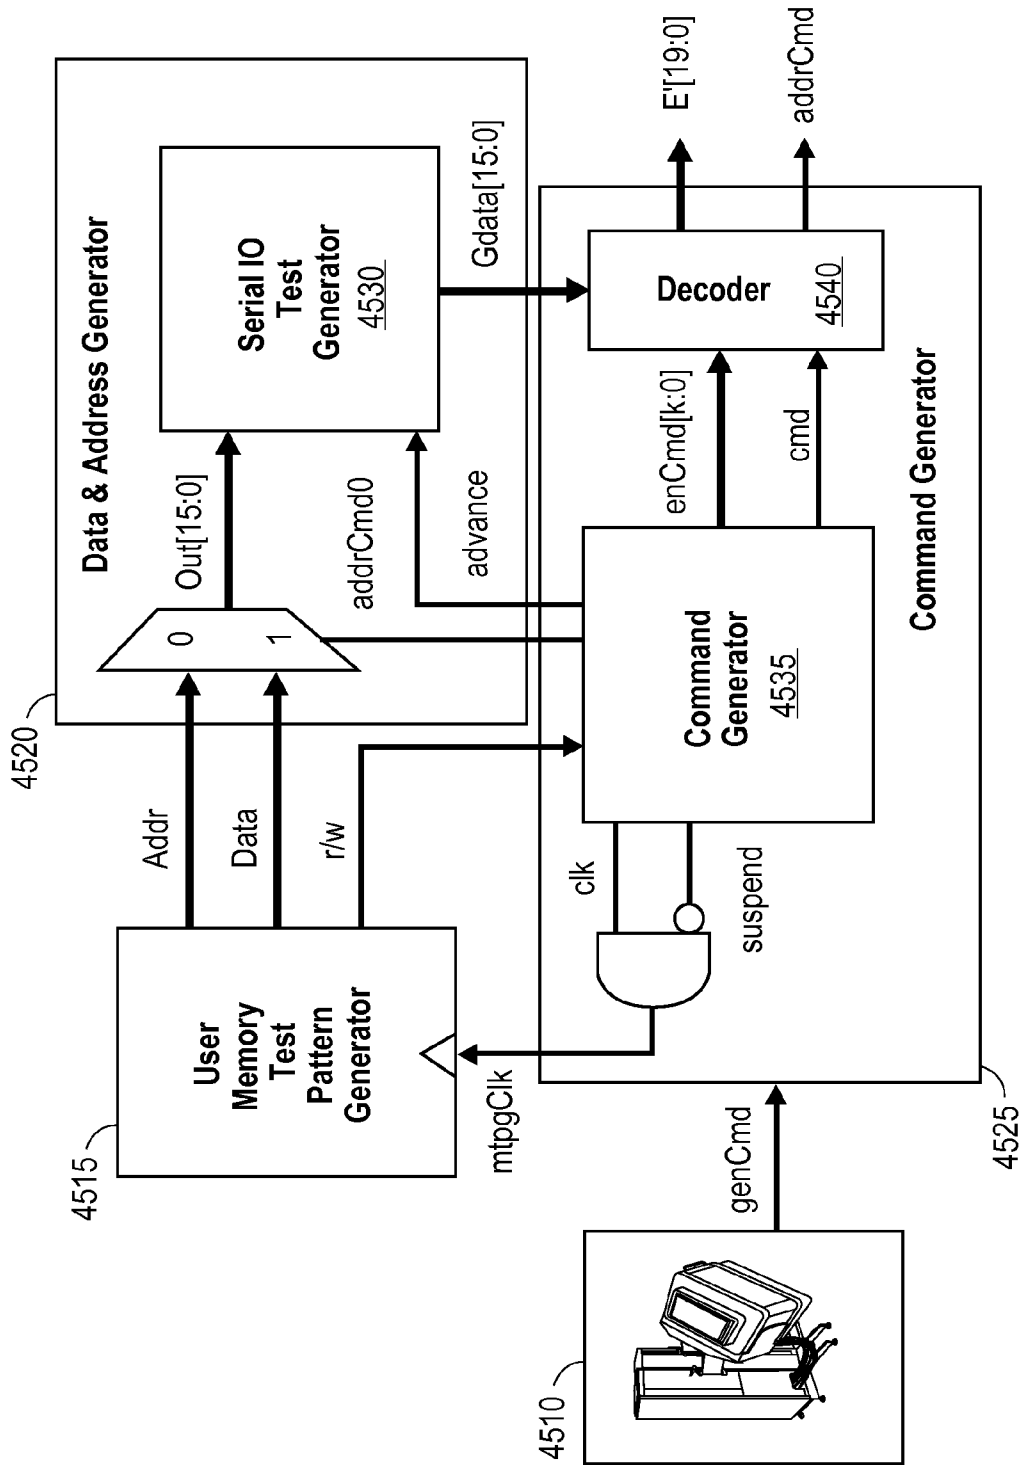 4520
Data & Address Generator
Addr
Data
r/w
0
1
Out[15:0]
addrCmd0
advance
Serial IO
Test
Generator
4530
Gdata[15:0]
4515
User
Memory
Test
Pattern
Generator
mtpgClk
clk
suspend
Command
Generator
4535
enCmd[k:0]
cmd
Decoder
4540
E'[19:0]
addrCmd
Command Generator
4525
4510
genCmd